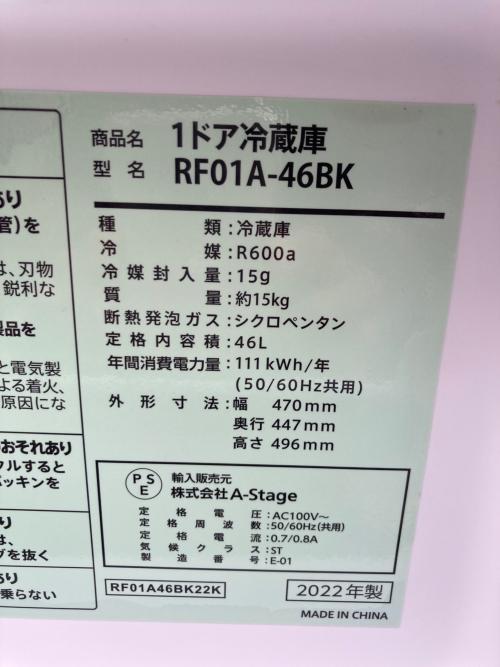 あり
管)を
は、刃物
鋭利な
製品を
と電気製
よる着火、
原因にな
のおそれあり
クルすると
パッキンを
り
は、
グを抜く
あり
乗らない
商品名 1ドア冷蔵庫
型名 RF01A-46BK
種類:冷蔵庫
冷媒:R600a
冷媒封入量:15g
質量:約15kg
断熱発泡ガス:シクロペンタン
定格内容積:46L
年間消費電力量:111kWh/年
(50/60Hz共用)
外形寸法:幅 470mm
奥行 447mm
高さ 496mm
PSE
輸入販売元
株式会社A-Stage
定格電圧:AC100V~
定格周波数:50/60Hz(共用)
定格電流:0.7/0.8A
気候クラス:ST
製造番号:E-01
RF01A46BK22K
2022年製
MADE IN CHINA